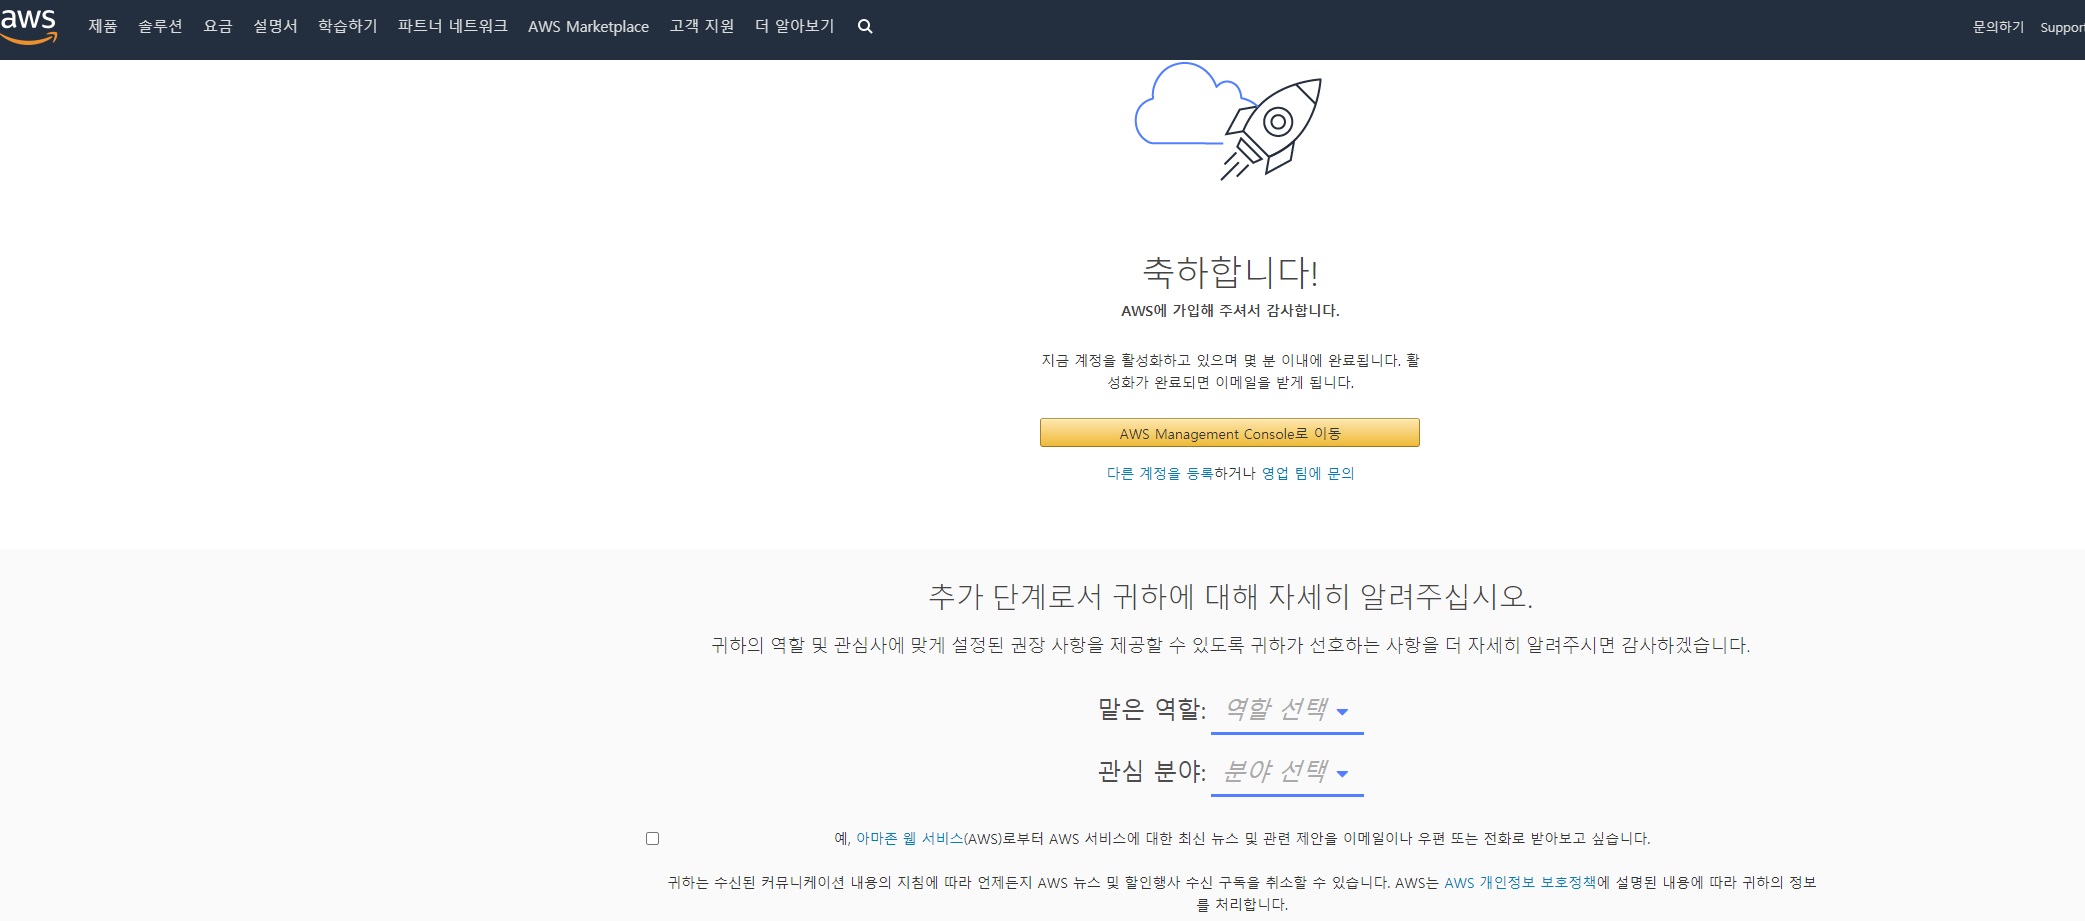 aws 제품 솔루션 요금 설명서 학습하기 파트너 네트워크 AWS Marketplace 고객 지원 더 알아보기 문의하기 Support
축하합니다!
AWS에 가입해 주셔서 감사합니다.
지금 계정을 활성화하고 있으며 몇 분 이내에 완료됩니다. 활
성화가 완료되면 이메일을 받게 됩니다.
AWS Management Console로 이동
다른 계정을 등록하거나 영업 팀에 문의
추가 단계로서 귀하에 대해 자세히 알려주십시오.
귀하의 역할 및 관심사에 맞게 설정된 권장 사항을 제공할 수 있도록 귀하가 선호하는 사항을 더 자세히 알려주시면 감사하겠습니다.
맡은 역할: 역할 선택
관심 분야: 분야 선택
예, 아마존 웹 서비스(AWS)로부터 AWS 서비스에 대한 최신 뉴스 및 관련 제안을 이메일이나 우편 또는 전화로 받아보고 싶습니다.
귀하는 수신된 커뮤니케이션 내용의 지침에 따라 언제든지 AWS 뉴스 및 할인행사 수신 구독을 취소할 수 있습니다. AWS는 AWS 개인정보 보호정책에 설명된 내용에 따라 귀하의 정보
를 처리합니다.